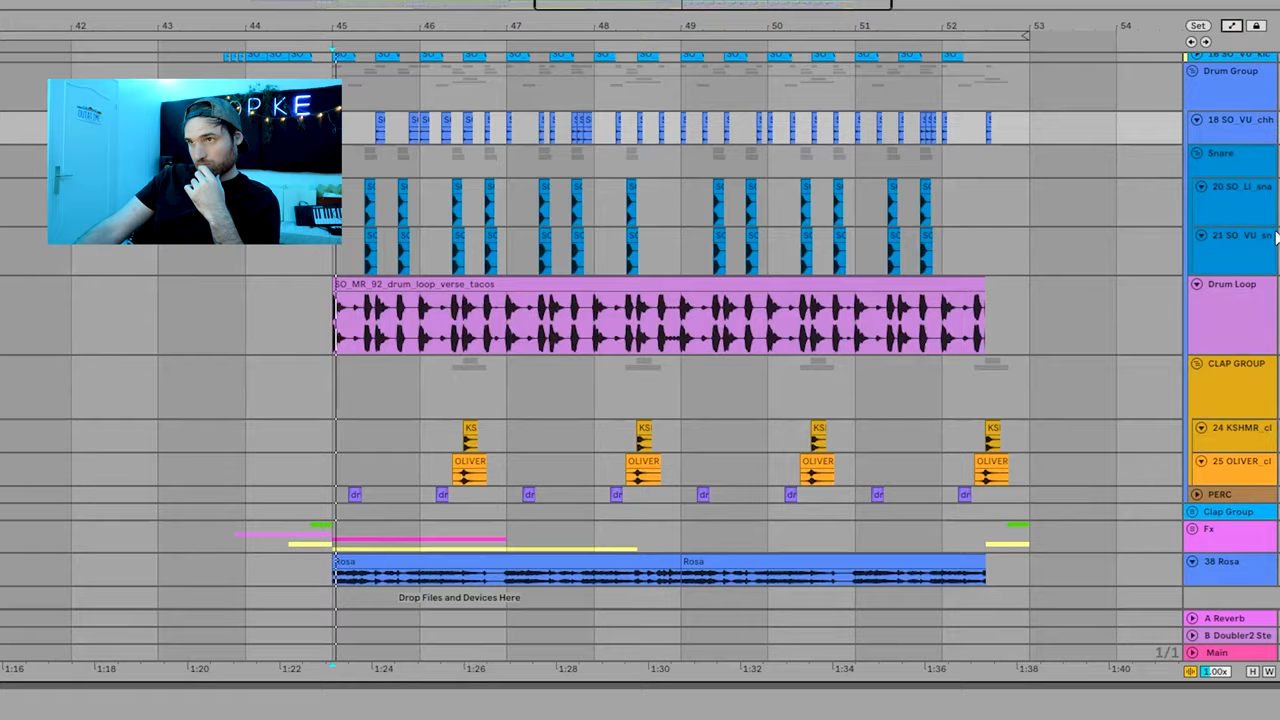 42 43 44 45 46 47 48 49 50 51 52 53 54
Set
Drum Group
OPKE
18 SO_VU_chh
Snare
20 SO_LI_sna
21 SO_VU_sn
SO_MR_92_drum_loop_verse_tacos
Drum Loop
CLAP GROUP
KS KS KS KS
24 KSHMR_cl
OLIVER OLIVER OLIVER OLIVER
25 OLIVER_cl
dr dr dr dr dr dr dr dr
PERC
Clap Group
Fx
Rosa Rosa
38 Rosa
Drop Files and Devices Here
A Reverb
B Doubler2 Ste
1/1
Main
1:16 1:18 1:20 1:22 1:24 1:26 1:28 1:30 1:32 1:34 1:36 1:38 1:40
1.00x
H W